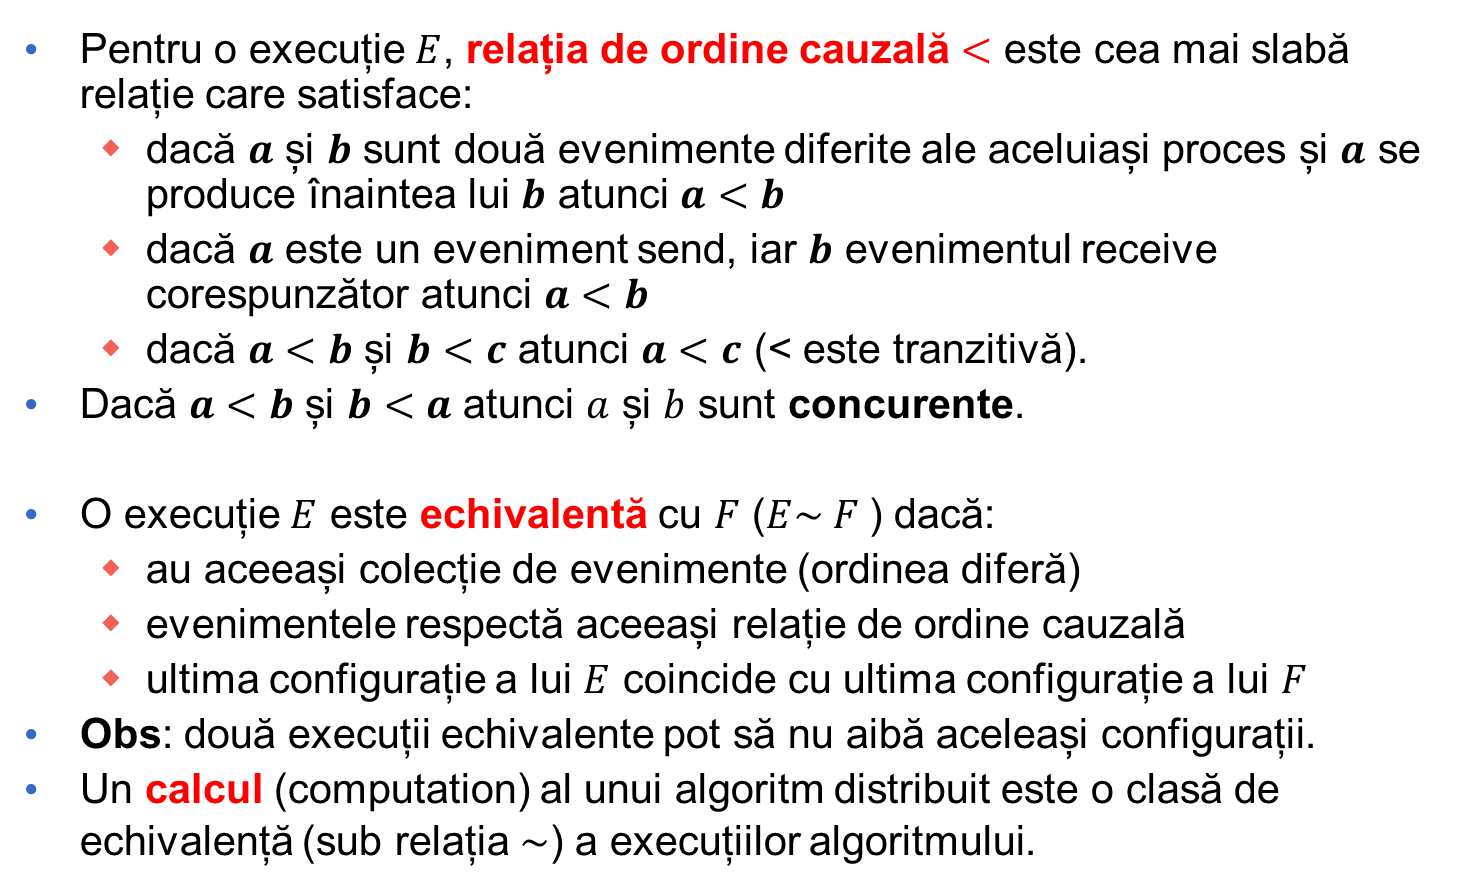 • Pentru o execuție E, relația de ordine cauzală < este cea mai slabă
relație care satisface:
◆ dacă a și b sunt două evenimente diferite ale aceluiași proces și a se
produce înaintea lui b atunci a < b
◆ dacă a este un eveniment send, iar b evenimentul receive
corespunzător atunci a < b
◆ dacă a < b și b < c atunci a < c (< este tranzitivă).
• Dacă a < b și b < a atunci a și b sunt concurente.
• O execuție E este echivalentă cu F (E~ F ) dacă:
◆ au aceeași colecție de evenimente (ordinea diferă)
◆ evenimentele respectă aceeași relație de ordine cauzală
◆ ultima configurație a lui E coincide cu ultima configurație a lui F
• Obs: două execuții echivalente pot să nu aibă aceleași configurații.
• Un calcul (computation) al unui algoritm distribuit este o clasă de
echivalență (sub relația ~) a execuțiilor algoritmului.